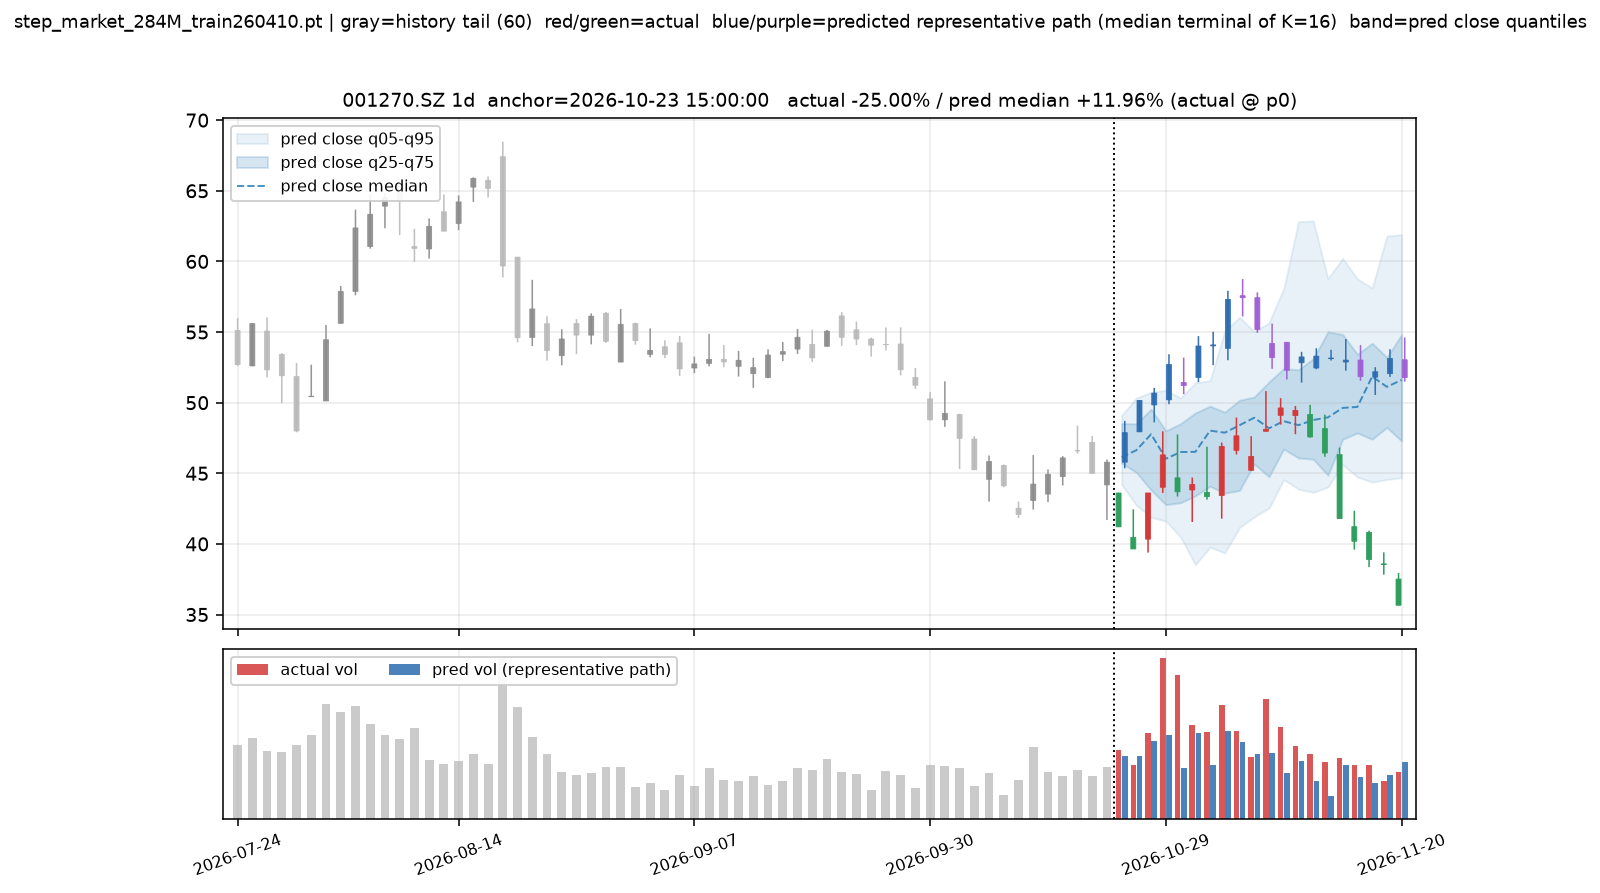 step_market_284M_train260410.pt | gray=history tail (60)  red/green=actual  blue/purple=predicted representative path (median terminal of K=16)  band=pred close quantiles
001270.SZ 1d  anchor=2026-10-23 15:00:00   actual -25.00% / pred median +11.96% (actual @ p0)
70
65
60
55
50
45
40
35
pred close q05-q95
pred close q25-q75
pred close median
actual vol
pred vol (representative path)
2026-07-24
2026-08-14
2026-09-07
2026-09-30
2026-10-29
2026-11-20